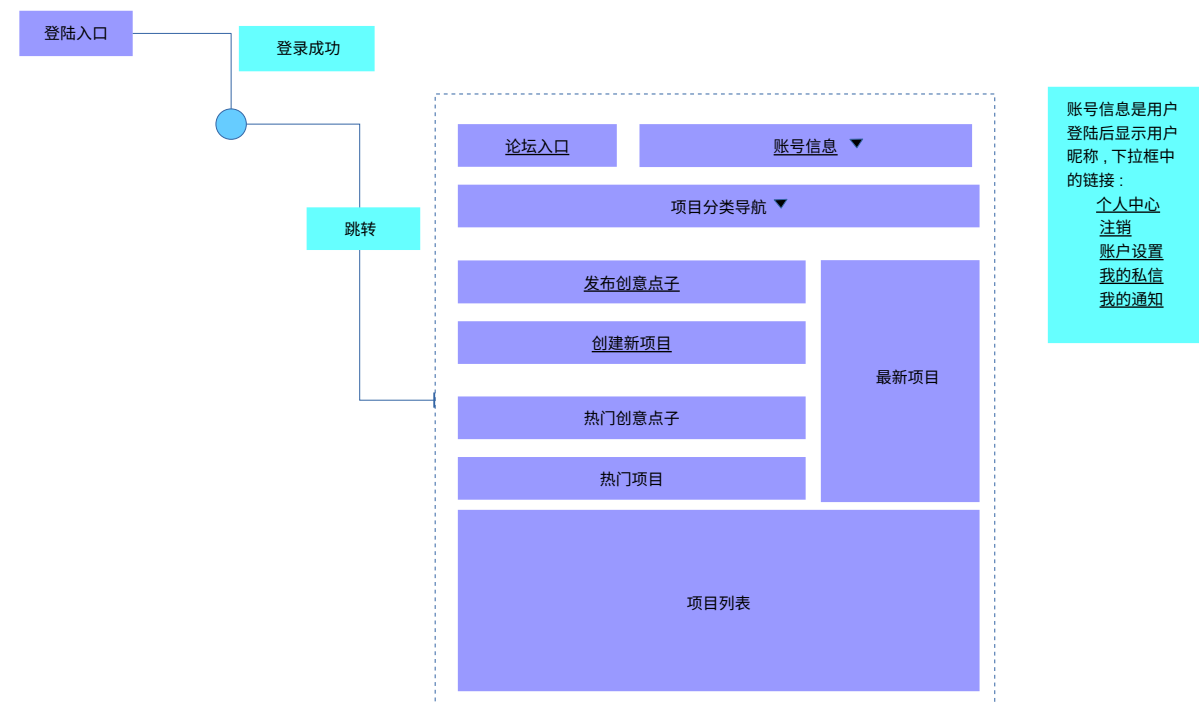 登陆入口
登录成功
跳转
论坛入口
账号信息
项目分类导航
发布创意点子
创建新项目
热门创意点子
热门项目
最新项目
项目列表
账号信息是用户
登陆后显示用户
昵称 , 下拉框中
的链接 :
个人中心
注销
账户设置
我的私信
我的通知